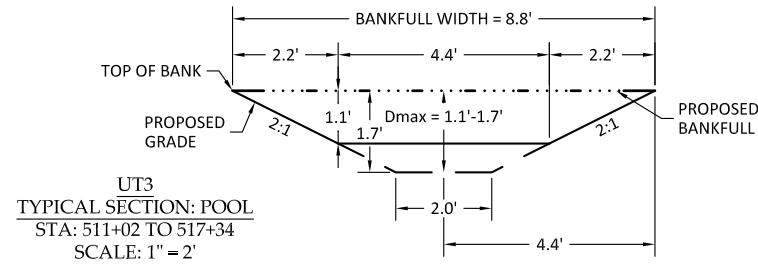 BANKFULL WIDTH = 8.8'
2.2'
4.4'
2.2'
TOP OF BANK
PROPOSED
GRADE
2:1
1.1'
1.7'
Dmax = 1.1'-1.7'
2:1
PROPOSED
BANKFULL
2.0'
4.4'
UT3
TYPICAL SECTION: POOL
STA: 511+02 TO 517+34
SCALE: 1" = 2'